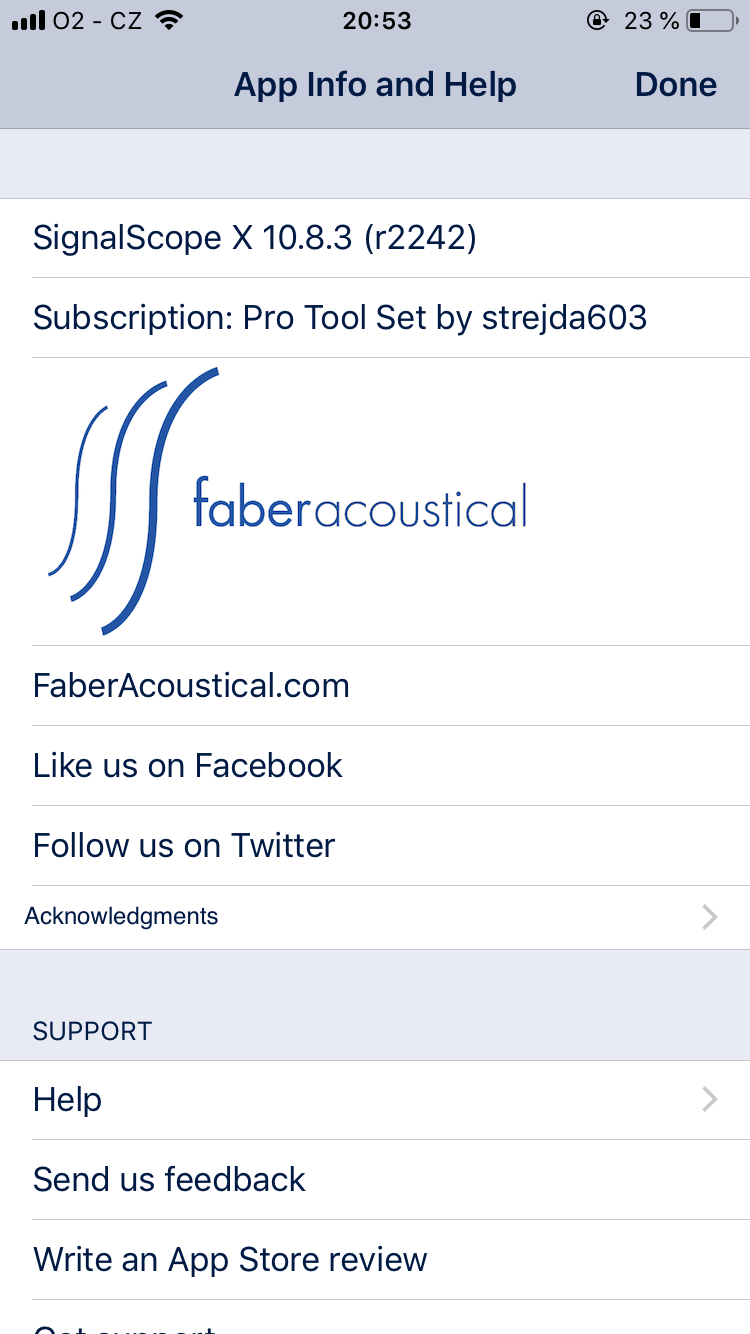 O2 - CZ 20:53 23 %
App Info and Help Done
SignalScope X 10.8.3 (r2242)
Subscription: Pro Tool Set by strejda603
faberacoustical
FaberAcoustical.com
Like us on Facebook
Follow us on Twitter
Acknowledgments
SUPPORT
Help
Send us feedback
Write an App Store review
Get support